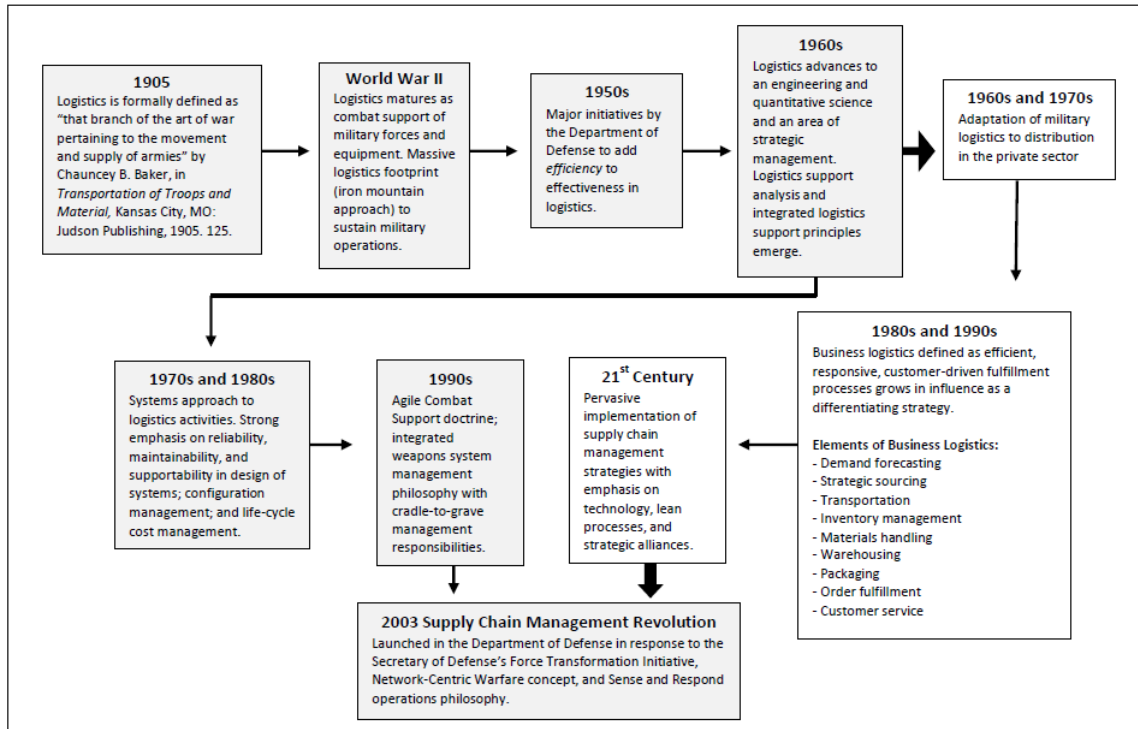 1905
Logistics is formally defined as
“that branch of the art of war
pertaining to the movement
and supply of armies” by
Chauncey B. Baker, in
Transportation of Troops and
Material, Kansas City, MO:
Judson Publishing, 1905. 125.
World War II
Logistics matures as
combat support of
military forces and
equipment. Massive
logistics footprint
(iron mountain
approach) to
sustain military
operations.
1950s
Major initiatives by
the Department of
Defense to add
efficiency to
effectiveness in
logistics.
1960s
Logistics advances to
an engineering and
quantitative science
and an area of
strategic
management.
Logistics support
analysis and
integrated logistics
support principles
emerge.
1960s and 1970s
Adaptation of military
logistics to distribution
in the private sector
1970s and 1980s
Systems approach to
logistics activities. Strong
emphasis on reliability,
maintainability, and
supportability in design of
systems; configuration
management; and life-cycle
cost management.
1990s
Agile Combat
Support doctrine;
integrated
weapons system
management
philosophy with
cradle-to-grave
management
responsibilities.
21st Century
Pervasive
implementation of
supply chain
management
strategies with
emphasis on
technology, lean
processes, and
strategic alliances.
1980s and 1990s
Business logistics defined as efficient,
responsive, customer-driven fulfillment
processes grows in influence as a
differentiating strategy.
Elements of Business Logistics:
- Demand forecasting
- Strategic sourcing
- Transportation
- Inventory management
- Materials handling
- Warehousing
- Packaging
- Order fulfillment
- Customer service
2003 Supply Chain Management Revolution
Launched in the Department of Defense in response to the
Secretary of Defense’s Force Transformation Initiative,
Network-Centric Warfare concept, and Sense and Respond
operations philosophy.